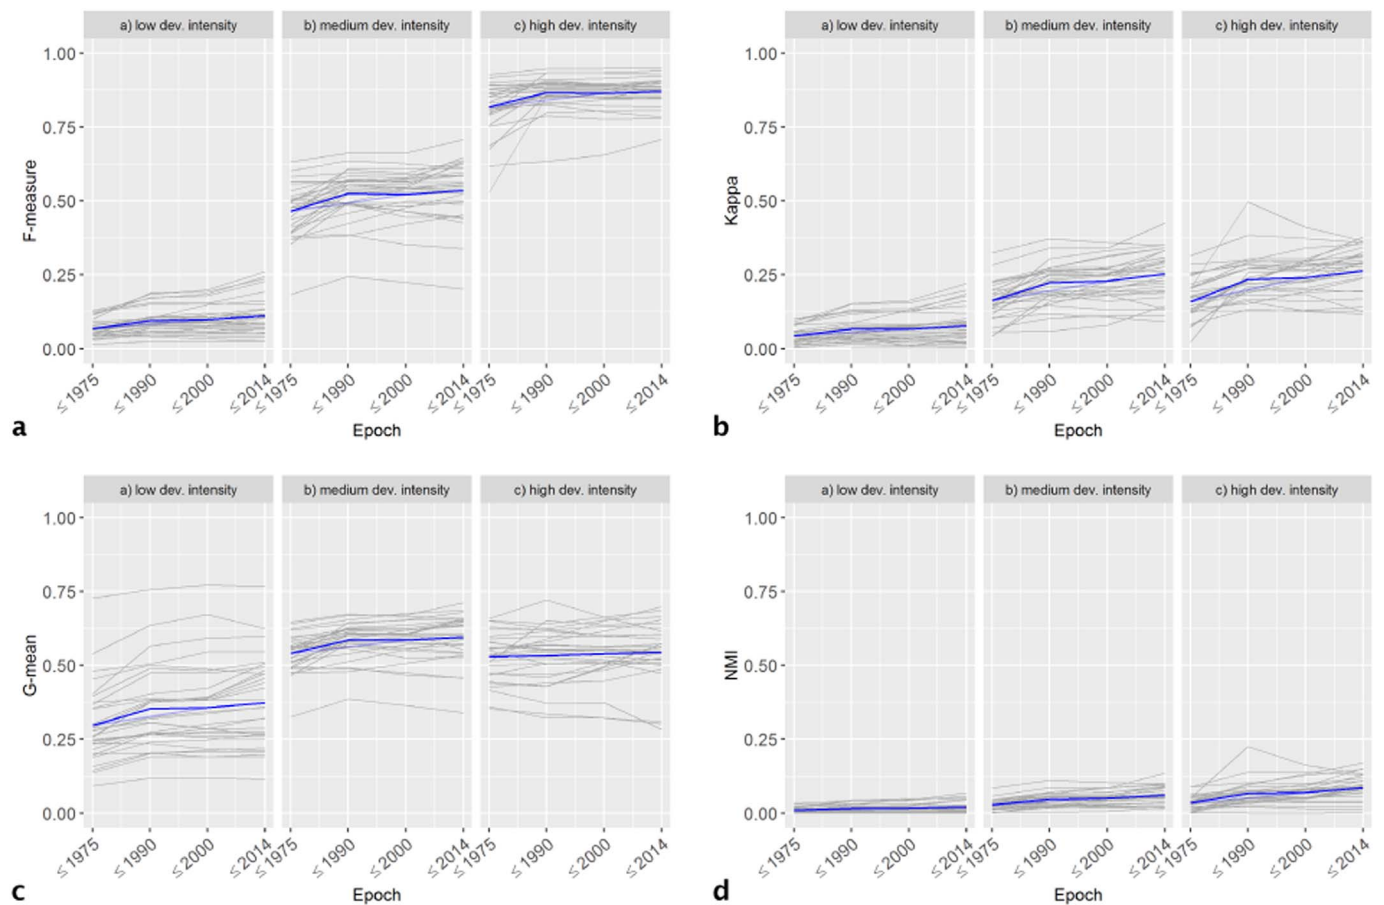 a) low dev. intensity b) medium dev. intensity c) high dev. intensity
1.00
0.75
0.50
0.25
0.00
F-measure
≤ 1975 ≤ 1990 ≤ 2000 ≤ 2014 ≤ 1975 ≤ 1990 ≤ 2000 ≤ 2014 ≤ 1975 ≤ 1990 ≤ 2000 ≤ 2014
Epoch
a
a) low dev. intensity b) medium dev. intensity c) high dev. intensity
1.00
0.75
0.50
0.25
0.00
Kappa
≤ 1975 ≤ 1990 ≤ 2000 ≤ 2014 ≤ 1975 ≤ 1990 ≤ 2000 ≤ 2014 ≤ 1975 ≤ 1990 ≤ 2000 ≤ 2014
Epoch
b
a) low dev. intensity b) medium dev. intensity c) high dev. intensity
1.00
0.75
0.50
0.25
0.00
G-mean
≤ 1975 ≤ 1990 ≤ 2000 ≤ 2014 ≤ 1975 ≤ 1990 ≤ 2000 ≤ 2014 ≤ 1975 ≤ 1990 ≤ 2000 ≤ 2014
Epoch
c
a) low dev. intensity b) medium dev. intensity c) high dev. intensity
1.00
0.75
0.50
0.25
0.00
NMI
≤ 1975 ≤ 1990 ≤ 2000 ≤ 2014 ≤ 1975 ≤ 1990 ≤ 2000 ≤ 2014 ≤ 1975 ≤ 1990 ≤ 2000 ≤ 2014
Epoch
d